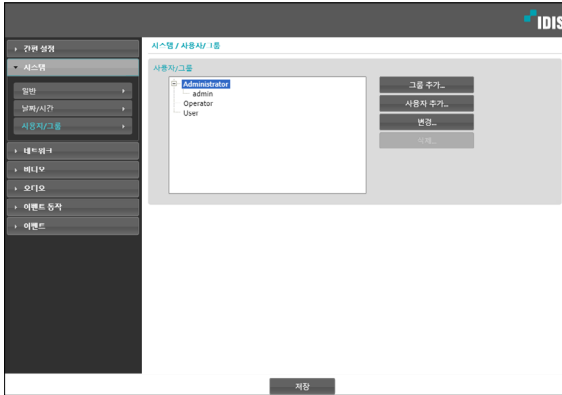 IDIS
간편 설정
시스템
일반
날짜/시간
사용자/그룹
네트워크
비디오
오디오
이벤트 동작
이벤트
시스템 / 사용자/그룹
사용자/그룹
Administrator
admin
Operator
User
그룹 추가...
사용자 추가...
변경...
삭제...
저장